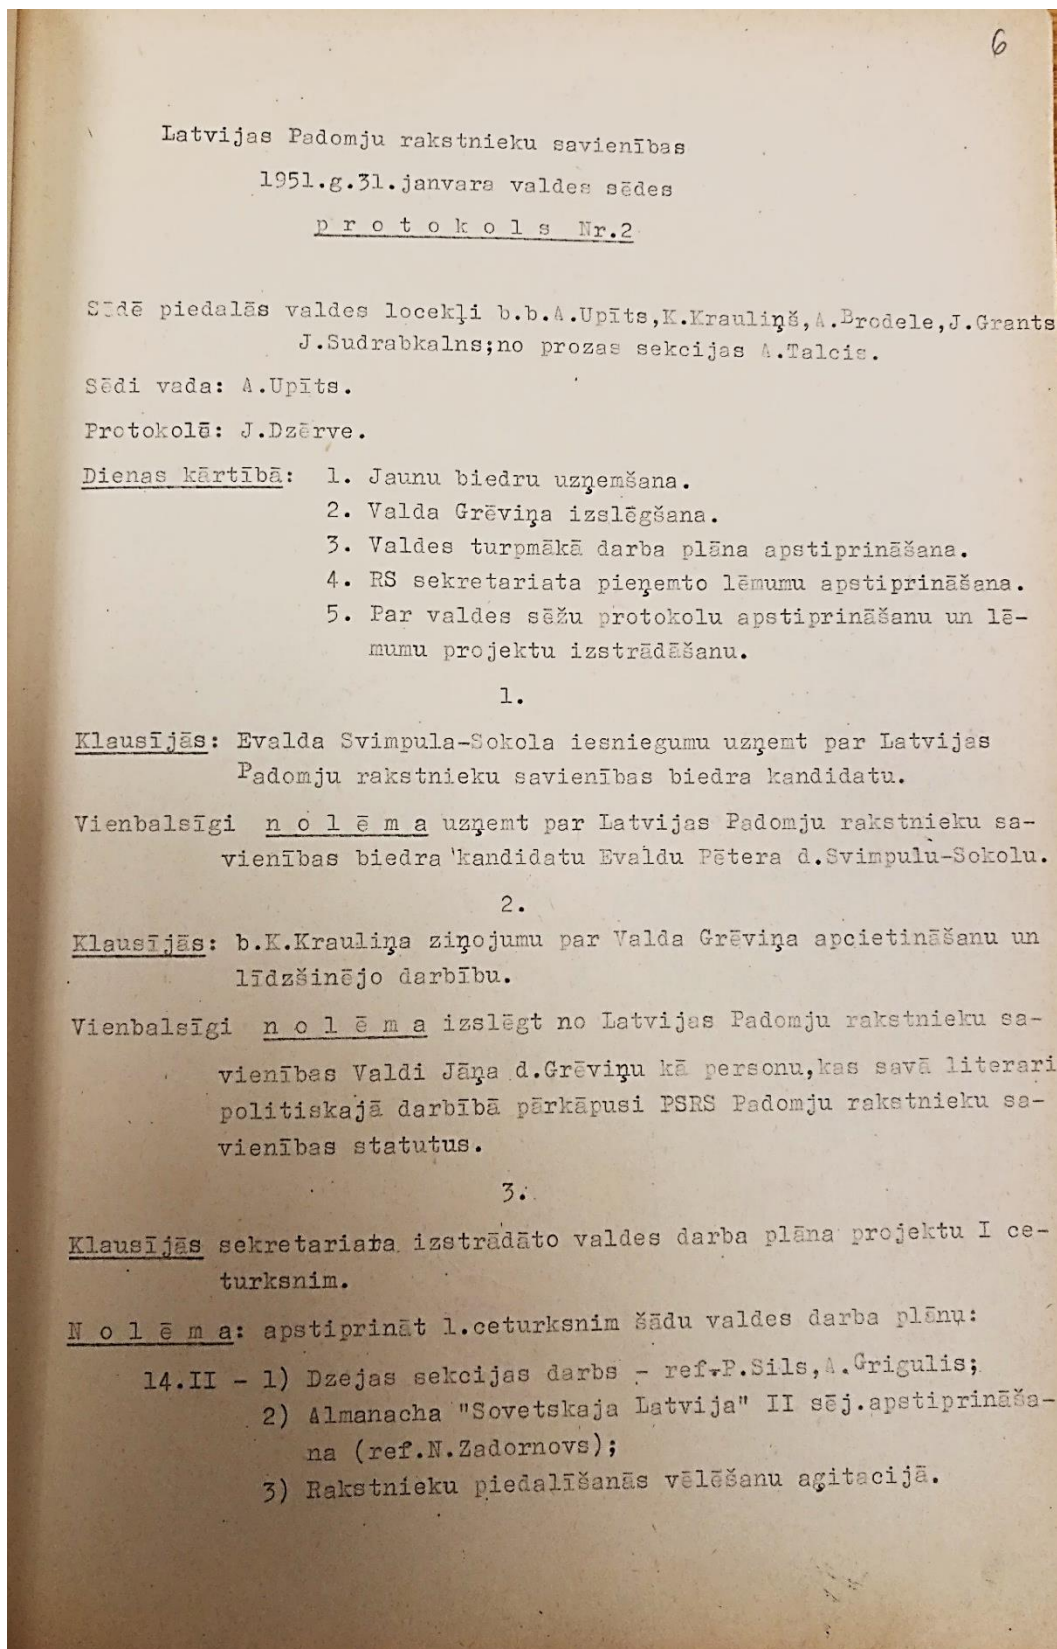 6
Latvijas Padomju rakstnieku savienības
1951.g.31.janvara valdes sēdes
p r o t o k o l s Nr.2
Sēdē piedalās valdes locekļi b.b.A.Upīts,K.Krauliņš,A.Brodele,J.Grants
J.Sudrabkalns;no prozas sekcijas A.Talcis.
Sēdi vada: A.Upīts.
Protokolē: J.Dzērve.
Dienas kārtībā: 1. Jaunu biedru uzņemšana.
2. Valda Grēviņa izslēgšana.
3. Valdes turpmākā darba plāna apstiprināšana.
4. RS sekretariata pieņemto lēmumu apstiprināšana.
5. Par valdes sēžu protokolu apstiprināšanu un lē-
mumu projektu izstrādāšanu.
1.
Klausījās: Evalda Svimpula-Sokola iesniegumu uzņemt par Latvijas
Padomju rakstnieku savienības biedra kandidatu.
Vienbalsīgi n o l ē m a uzņemt par Latvijas Padomju rakstnieku sa-
vienības biedra kandidatu Evaldu Pētera d.Svimpulu-Sokolu.
2.
Klausījās: b.K.Krauliņa ziņojumu par Valda Grēviņa apcietināšanu un
līdzšinējo darbību.
Vienbalsīgi n o l ē m a izslēgt no Latvijas Padomju rakstnieku sa-
vienības Valdi Jāņa d.Grēviņu kā personu,kas savā literari
politiskajā darbībā pārkāpusi PSRS Padomju rakstnieku sa-
vienības statutus.
3.
Klausījās sekretariata izstrādāto valdes darba plāna projektu I ce-
turksnim.
N o l ē m a: apstiprināt 1.ceturksnim šādu valdes darba plānu:
14.II - 1) Dzejas sekcijas darbs - ref.P.Sils,A.Grigulis;
2) Almanacha "Sovetskaja Latvija" II sēj.apstiprināša-
na (ref.N.Zadornovs);
3) Rakstnieku piedalīšanās vēlēšanu aģitacijā.